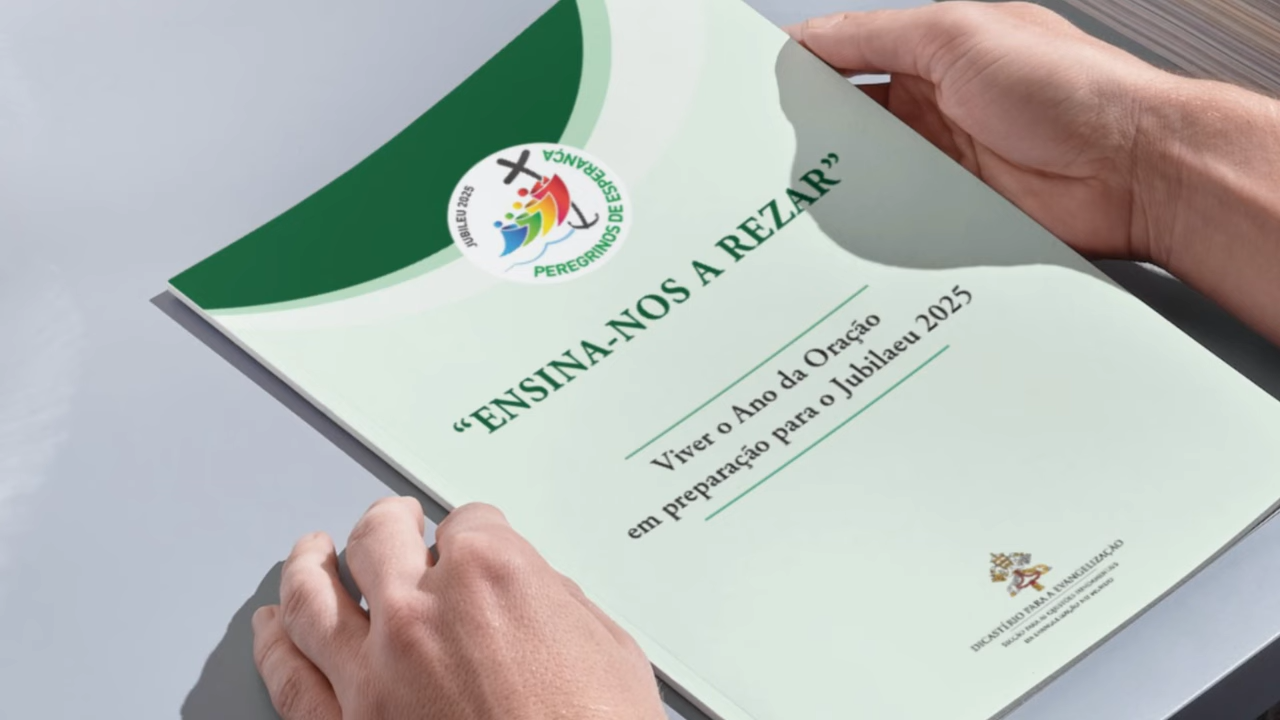 JUBILEU 2025
PEREGRINOS DE ESPERANÇA
“ENSINA-NOS A REZAR”
Viver o Ano da Oração
em preparação para o Jubilaeu 2025
DICASTÉRIO PARA A EVANGELIZAÇÃO